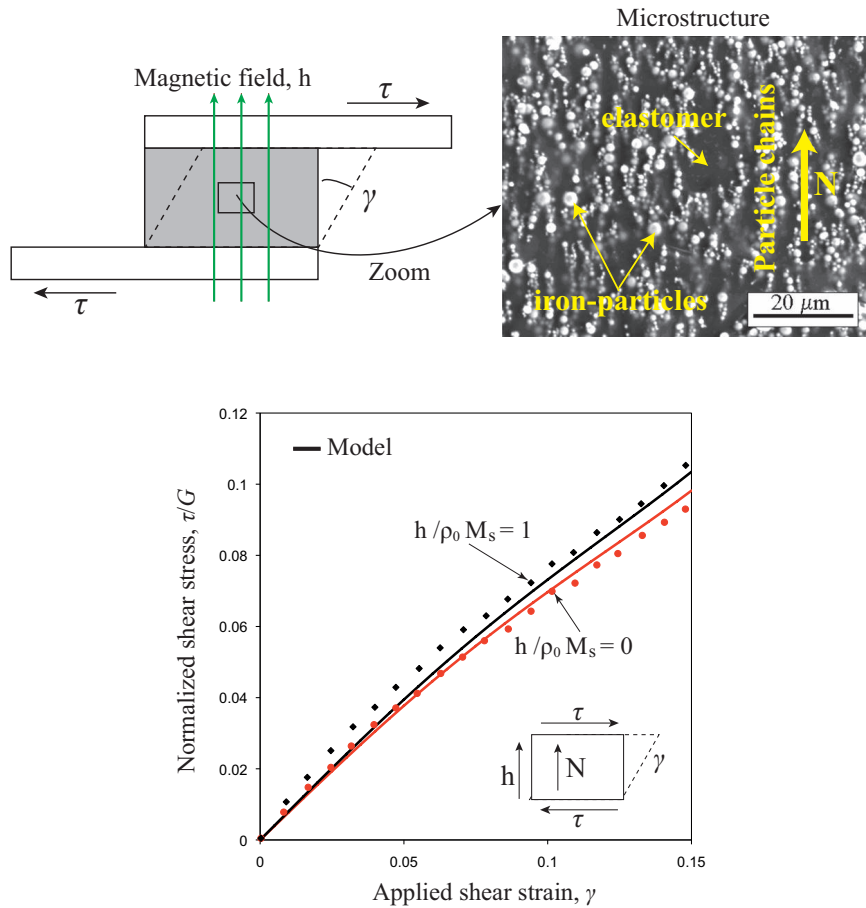 Microstructure
Magnetic field, h
τ
γ
τ
Zoom
elastomer
Particle chains
N
iron-particles
20 μm
0.12
0.1
0.08
0.06
0.04
0.02
0
Normalized shear stress, τ/G
Model
h /ρ₀ Mₛ = 1
h /ρ₀ Mₛ = 0
τ
h
N
γ
τ
0
0.05
0.1
0.15
Applied shear strain, γ